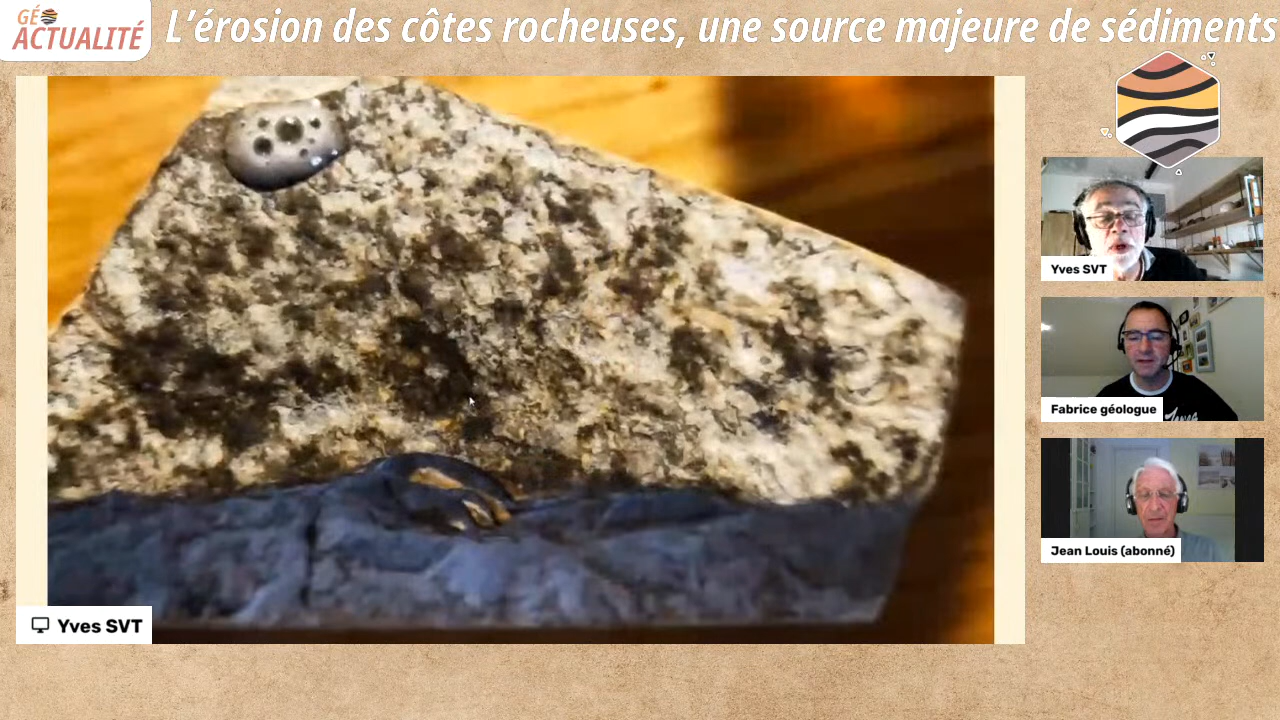 GÉO
ACTUALITÉ
L’érosion des côtes rocheuses, une source majeure de sédiments
Yves SVT
Fabrice géologue
Jean Louis (abonné)
Yves SVT